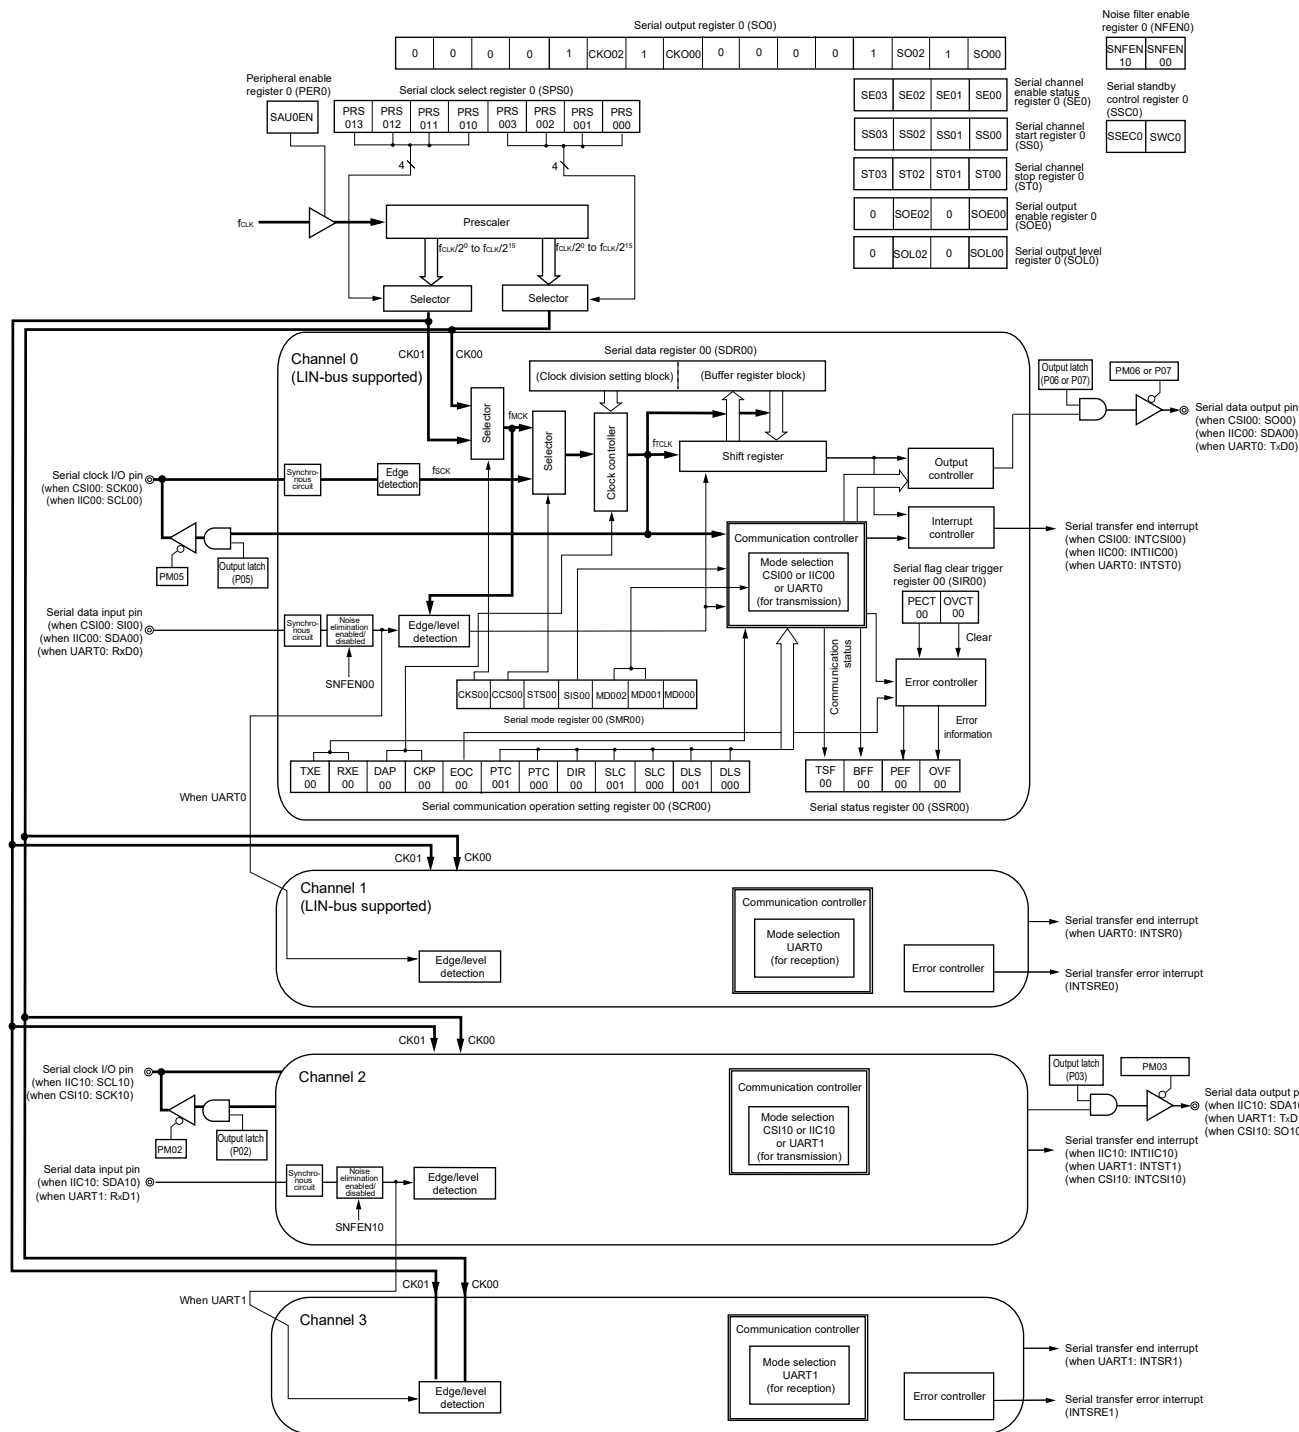 Serial output register 0 (SO0)
0 0 0 0 1 CKO02 1 CKO00 0 0 0 0 1 SO02 1 SO00
Noise filter enable
register 0 (NFEN0)
SNFEN SNFEN
10 00
Peripheral enable
register 0 (PER0)
SAU0EN
Serial clock select register 0 (SPS0)
PRS PRS PRS PRS PRS PRS PRS PRS
013 012 011 010 003 002 001 000
4
4
SE03 SE02 SE01 SE00
Serial channel
enable status
register 0 (SE0)
Serial standby
control register 0
(SSC0)
SSEC0 SWC0
SS03 SS02 SS01 SS00
Serial channel
start register 0
(SS0)
ST03 ST02 ST01 ST00
Serial channel
stop register 0
(ST0)
0 SOE02 0 SOE00
Serial output
enable register 0
(SOE0)
0 SOL02 0 SOL00
Serial output level
register 0 (SOL0)
fCLK
Prescaler
fCLK/2⁰ to fCLK/2¹⁵
fCLK/2⁰ to fCLK/2¹⁵
Selector
Selector
Channel 0
(LIN-bus supported)
CK01
CK00
Serial data register 00 (SDR00)
(Clock division setting block)
(Buffer register block)
Output latch
(P06 or P07)
PM06 or P07
Serial data output pin
(when CSI00: SO00)
(when IIC00: SDA00)
(when UART0: TxD0)
Selector
fMCK
Selector
Clock controller
fTCLK
Shift register
Output
controller
Serial clock I/O pin
(when CSI00: SCK00)
(when IIC00: SCL00)
Synchro-
nous
circuit
Edge
detection
fSCK
Interrupt
controller
Serial transfer end interrupt
(when CSI00: INTCSI00)
(when IIC00: INTIIC00)
(when UART0: INTST0)
PM05
Output latch
(P05)
Communication controller
Mode selection
CSI00 or IIC00
or UART0
(for transmission)
Serial flag clear trigger
register 00 (SIR00)
PECT OVCT
00 00
Clear
Serial data input pin
(when CSI00: SI00)
(when IIC00: SDA00)
(when UART0: RxD0)
Synchro-
nous
circuit
Noise
elimination
enabled/
disabled
Edge/level
detection
SNFEN00
Communication
status
Error controller
Error
information
CKS00 CCS00 STS00 SIS00 MD002 MD001 MD000
Serial mode register 00 (SMR00)
TXE RXE DAP CKP EOC PTC PTC DIR SLC SLC DLS DLS
00 00 00 00 00 001 000 00 001 000 001 000
Serial communication operation setting register 00 (SCR00)
TSF BFF PEF OVF
00 00 00 00
Serial status register 00 (SSR00)
When UART0
CK01
CK00
Channel 1
(LIN-bus supported)
Communication controller
Mode selection
UART0
(for reception)
Edge/level
detection
Error controller
Serial transfer end interrupt
(when UART0: INTSR0)
Serial transfer error interrupt
(INTSRE0)
CK01
CK00
Serial clock I/O pin
(when IIC10: SCL10)
(when CSI10: SCK10)
PM02
Output latch
(P02)
Channel 2
Communication controller
Mode selection
CSI10 or IIC10
or UART1
(for transmission)
Output latch
(P03)
PM03
Serial data output p
(when IIC10: SDA10
(when UART1: TxD
(when CSI10: SO10
Serial transfer end interrupt
(when IIC10: INTIIC10)
(when UART1: INTST1)
(when CSI10: INTCSI10)
Serial data input pin
(when IIC10: SDA10)
(when UART1: RxD1)
Synchro-
nous
circuit
Noise
elimination
enabled/
disabled
Edge/level
detection
SNFEN10
CK01
CK00
When UART1
Channel 3
Communication controller
Mode selection
UART1
(for reception)
Edge/level
detection
Error controller
Serial transfer end interrupt
(when UART1: INTSR1)
Serial transfer error interrupt
(INTSRE1)